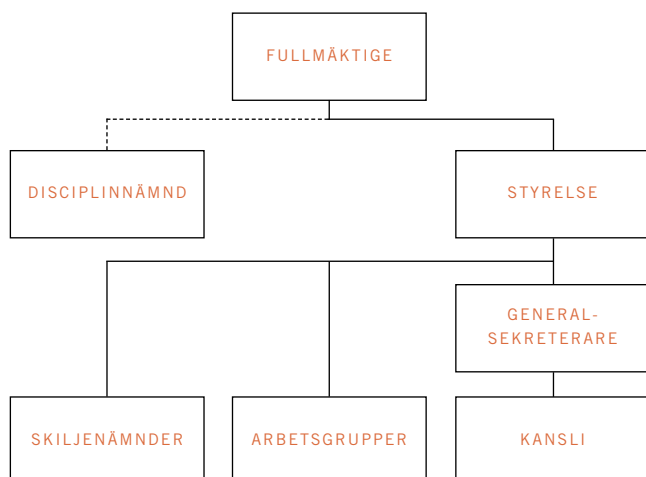 FULLMÄKTIGE
DISCIPLINNÄMND
STYRELSE
GENERAL-
SEKRETERARE
SKILJENÄMNDER
ARBETSGRUPPER
KANSLI